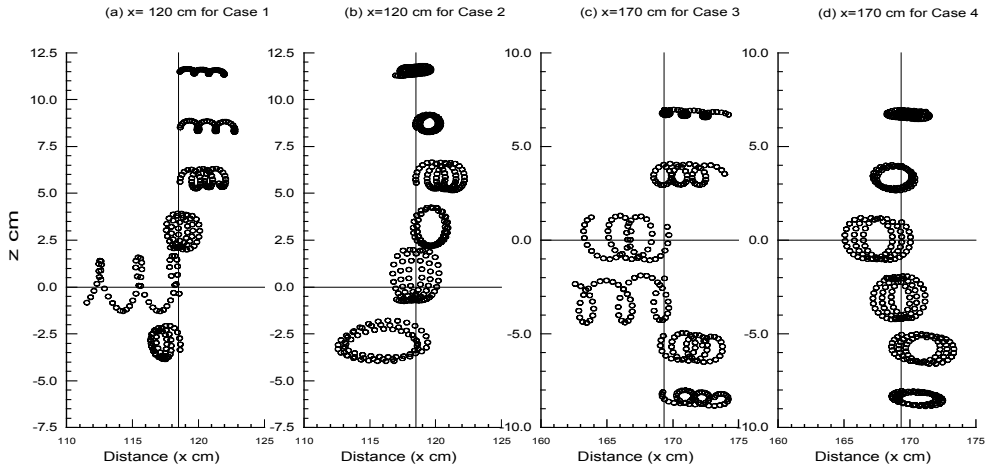 (a) x= 120 cm for Case 1
(b) x=120 cm for Case 2
(c) x=170 cm for Case 3
(d) x=170 cm for Case 4
Z cm
12.5
10.0
7.5
5.0
2.5
0.0
-2.5
-5.0
-7.5
110 115 120 125
Distance (x cm)
12.5
10.0
7.5
5.0
2.5
0.0
-2.5
-5.0
-7.5
110 115 120 125
Distance (x cm)
10.0
5.0
0.0
-5.0
-10.0
160 165 170 175
Distance (x cm)
10.0
5.0
0.0
-5.0
10.0
160 165 170 175
Distance (x cm)